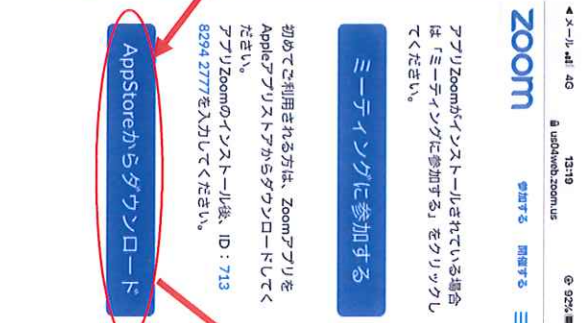 ◀メール 4G 13:19 92%
us04web.zoom.us
zoom 参加する 開催する
アプリZoomがインストールされている場合
は「ミーティングに参加する」をクリックし
てください。
ミーティングに参加する
初めてご利用される方は、Zoomアプリを
Appleアプリストアからダウンロードしてく
ださい。
アプリZoomのインストール後、ID：713
8294 2777を入力してください。
AppStoreからダウンロード